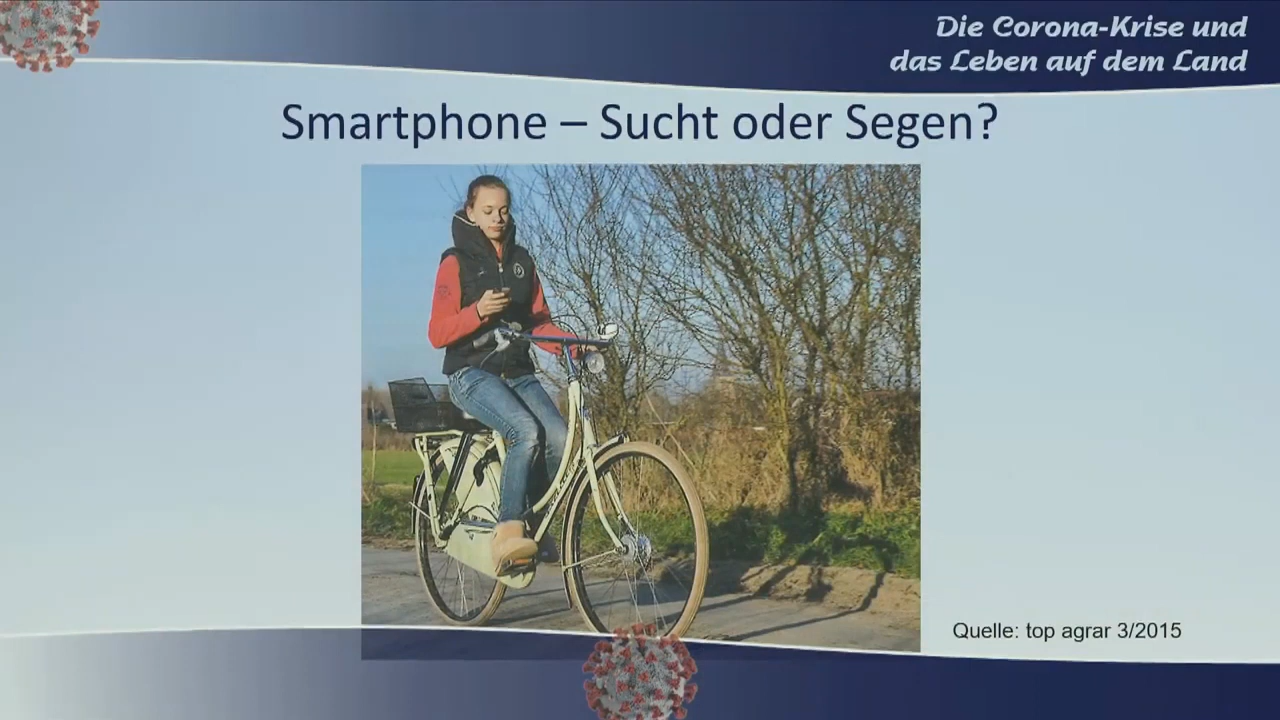 Die Corona-Krise und
das Leben auf dem Land
Smartphone – Sucht oder Segen?
Quelle: top agrar 3/2015